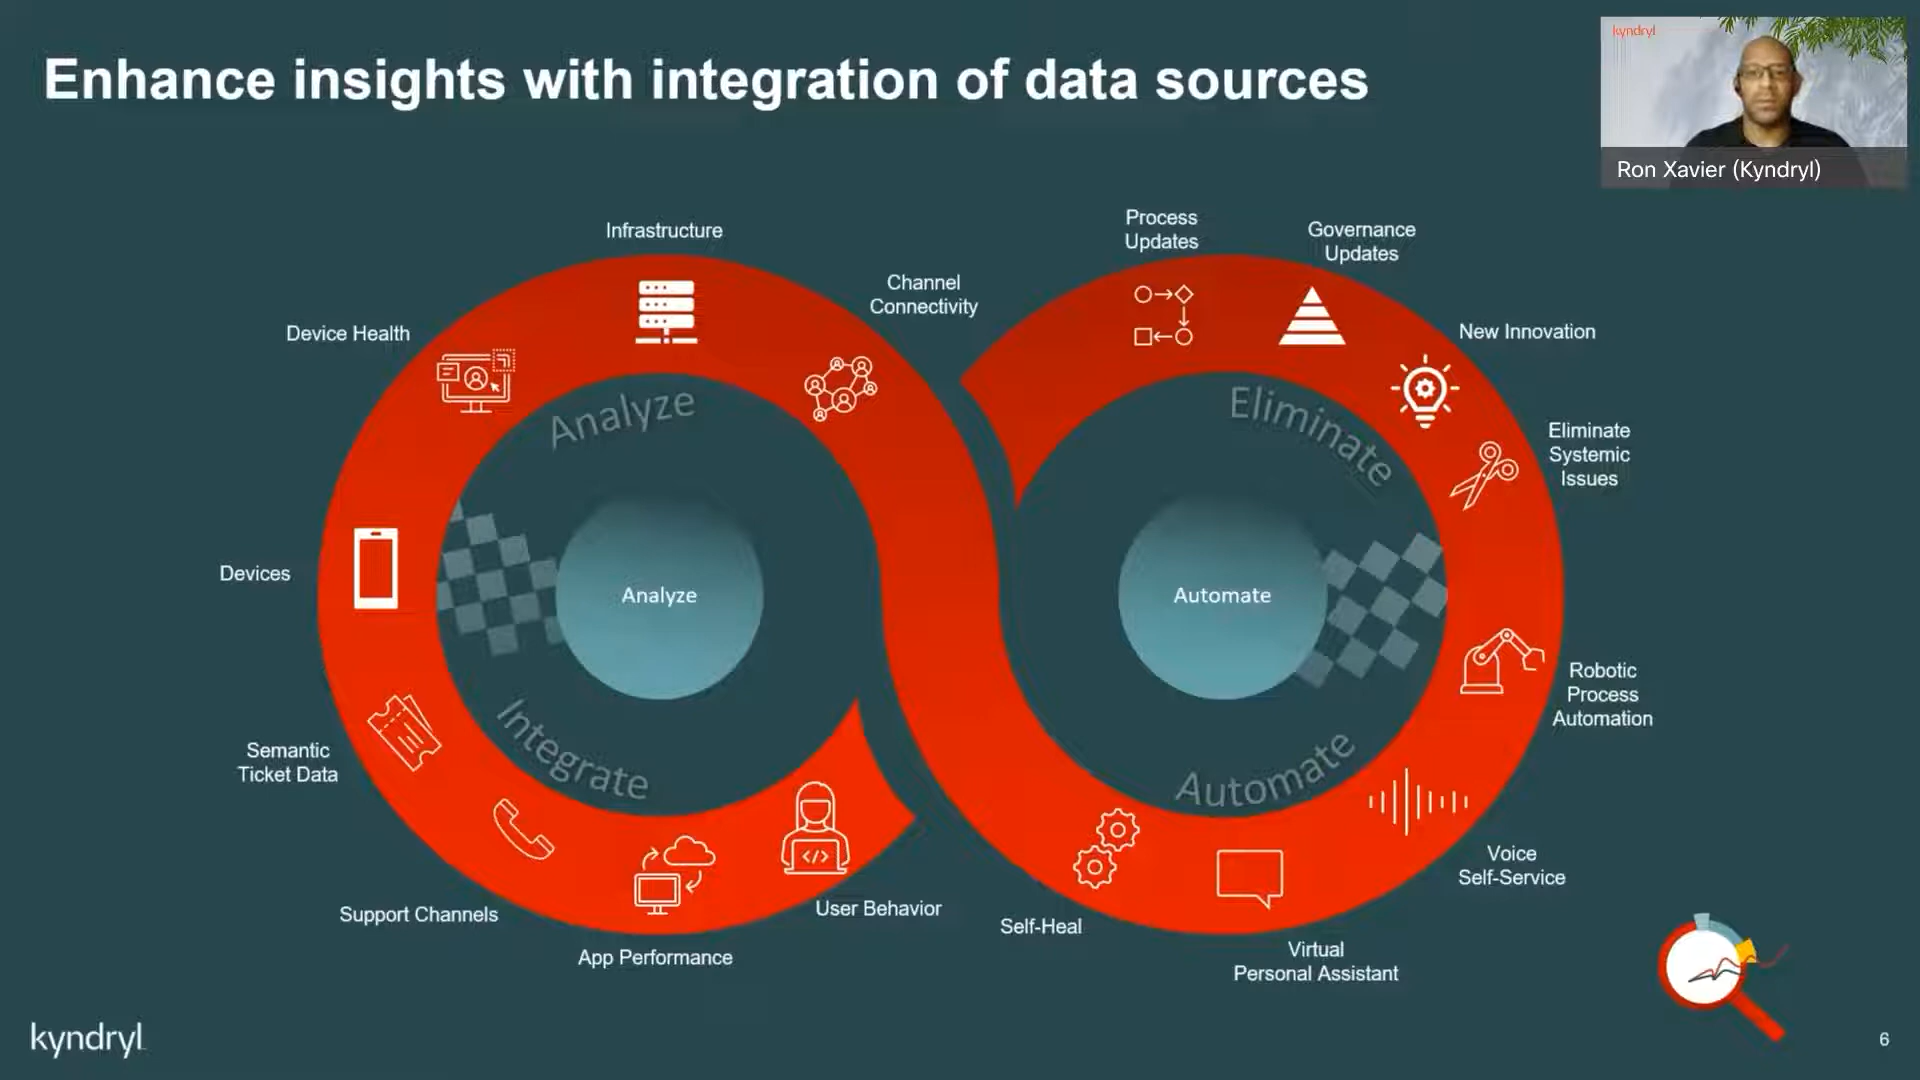 Enhance insights with integration of data sources
kyndryl
Ron Xavier (Kyndryl)
Infrastructure
Channel
Connectivity
Device Health
Devices
Semantic
Ticket Data
Support Channels
App Performance
User Behavior
Analyze
Analyze
Integrate
</>
Process
Updates
Governance
Updates
New Innovation
Eliminate
Systemic
Issues
Robotic
Process
Automation
Voice
Self-Service
Virtual
Personal Assistant
Self-Heal
Eliminate
Automate
Automate
kyndryl
6